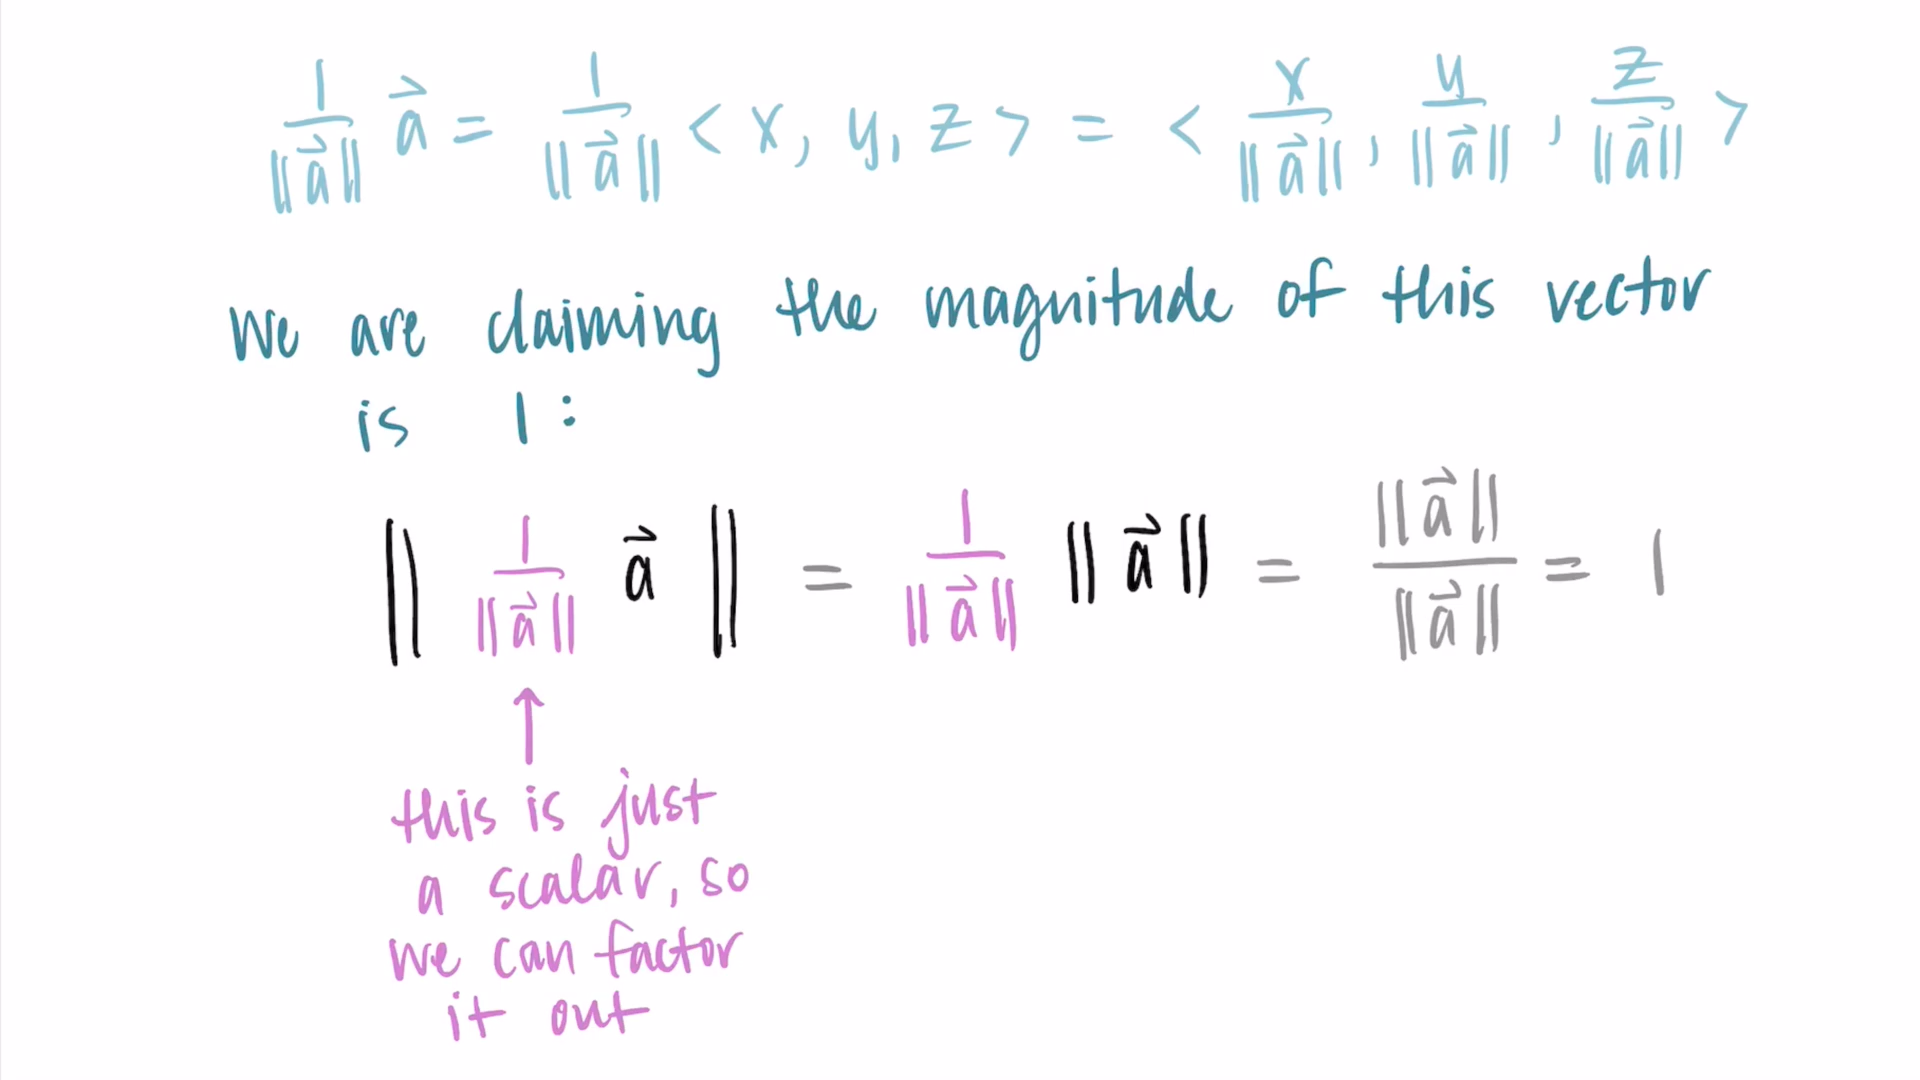 1/‖a⃗‖ a⃗ = 1/‖a⃗‖ < x, y, z > = < x/‖a⃗‖, y/‖a⃗‖, z/‖a⃗‖ >
we are claiming the magnitude of this vector
is 1:
‖ 1/‖a⃗‖ a⃗ ‖ = 1/‖a⃗‖ ‖a⃗‖ = ‖a⃗‖/‖a⃗‖ = 1
↑
this is just
a scalar, so
we can factor
it out